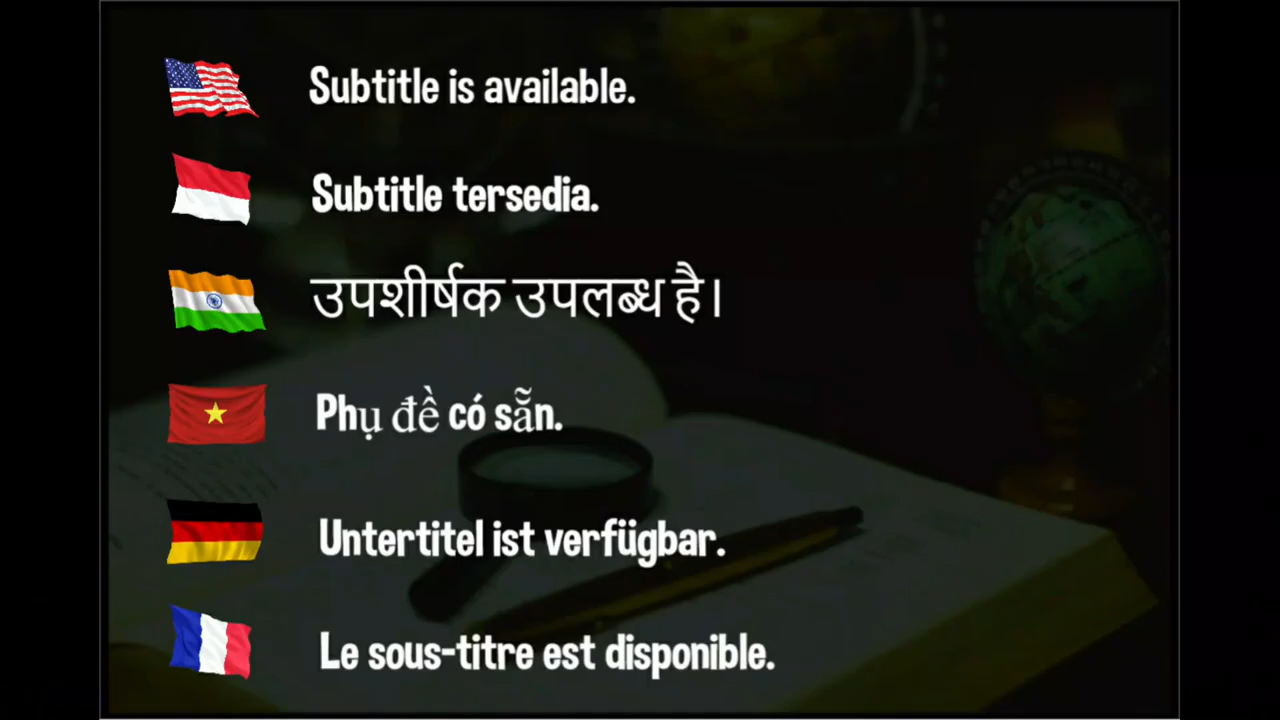 Subtitle is available.
Subtitle tersedia.
उपशीर्षक उपलब्ध है।
Phụ đề có sẵn.
Untertitel ist verfügbar.
Le sous-titre est disponible.